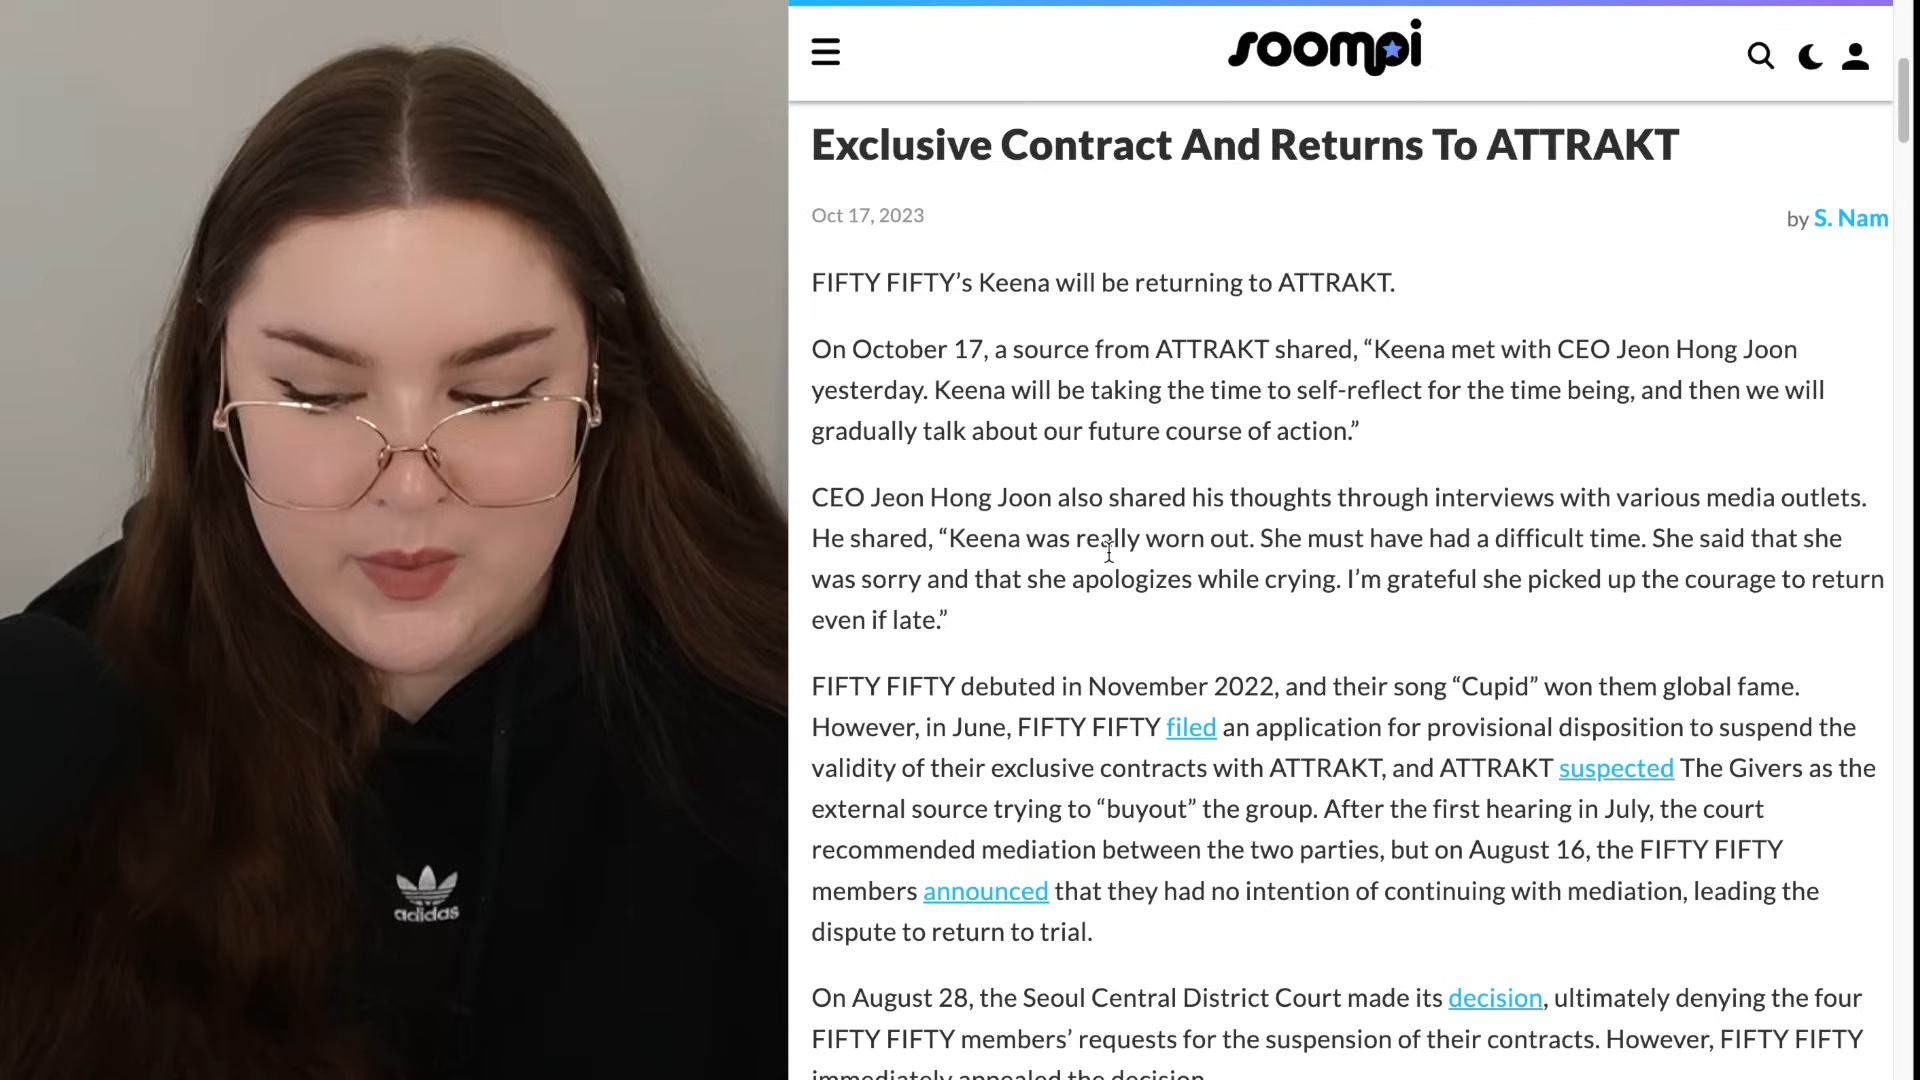 soompi
Exclusive Contract And Returns To ATTRAKT
Oct 17, 2023
by S. Nam
FIFTY FIFTY’s Keena will be returning to ATTRAKT.
On October 17, a source from ATTRAKT shared, “Keena met with CEO Jeon Hong Joon
yesterday. Keena will be taking the time to self-reflect for the time being, and then we will
gradually talk about our future course of action.”
CEO Jeon Hong Joon also shared his thoughts through interviews with various media outlets.
He shared, “Keena was really worn out. She must have had a difficult time. She said that she
was sorry and that she apologizes while crying. I’m grateful she picked up the courage to return
even if late.”
FIFTY FIFTY debuted in November 2022, and their song “Cupid” won them global fame.
However, in June, FIFTY FIFTY filed an application for provisional disposition to suspend the
validity of their exclusive contracts with ATTRAKT, and ATTRAKT suspected The Givers as the
external source trying to “buyout” the group. After the first hearing in July, the court
recommended mediation between the two parties, but on August 16, the FIFTY FIFTY
members announced that they had no intention of continuing with mediation, leading the
dispute to return to trial.
On August 28, the Seoul Central District Court made its decision, ultimately denying the four
FIFTY FIFTY members’ requests for the suspension of their contracts. However, FIFTY FIFTY
immediately appealed the decision.
adidas